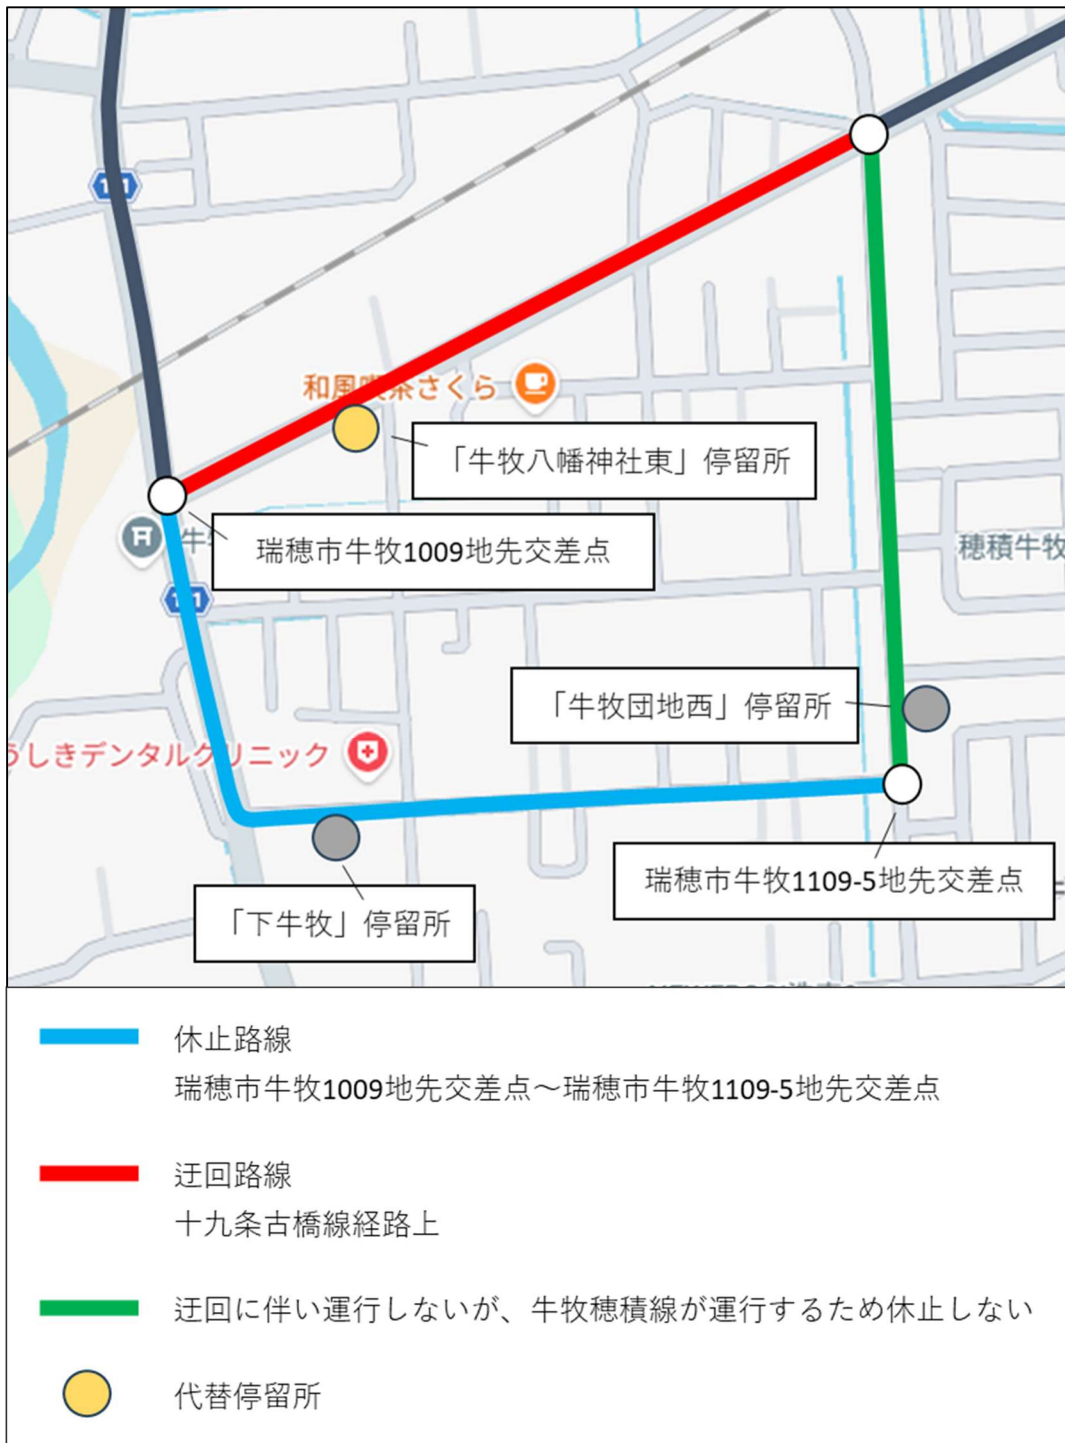 和風喫茶さくら
「牛牧八幡神社東」停留所
瑞穂市牛牧1009地先交差点
穂積牛牧
「牛牧団地西」停留所
うしきデンタルクリニック
瑞穂市牛牧1109-5地先交差点
「下牛牧」停留所
休止路線
瑞穂市牛牧1009地先交差点～瑞穂市牛牧1109-5地先交差点
迂回路線
十九条古橋線経路上
迂回に伴い運行しないが、牛牧穂積線が運行するため休止しない
代替停留所